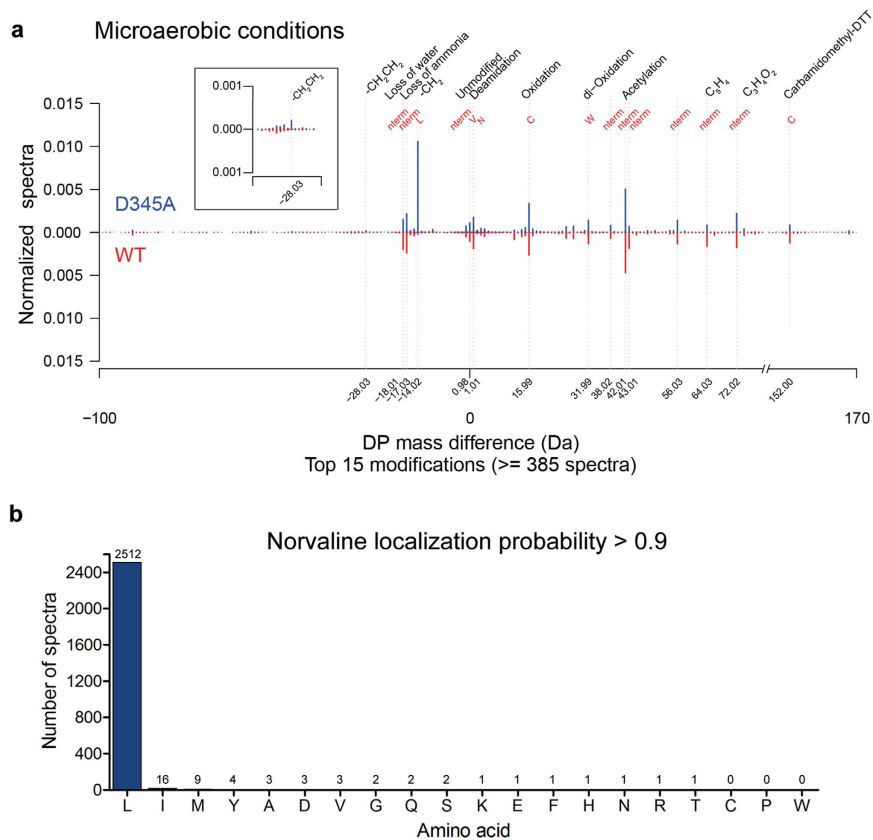 a
Microaerobic conditions
-CH2CH2
Loss of water
Loss of ammonia
-CH2
Unmodified
Deamidation
Oxidation
di-Oxidation
Acetylation
C5H4
C3H4O2
Carbamidomethyl-DTT
nterm
nterm
L
nterm
V
N
C
W
nterm
nterm
nterm
nterm
nterm
nterm
C
0.001
0.000
0.001
-CH2CH2
−28.03
0.015
0.010
0.005
0.000
0.005
0.010
0.015
Normalized spectra
D345A
WT
−28.03
−18.01
−17.03
−14.02
0.98
1.01
15.99
31.99
38.02
42.01
43.01
56.03
64.03
72.02
152.00
−100
0
170
DP mass difference (Da)
Top 15 modifications (>= 385 spectra)
b
Norvaline localization probability > 0.9
2400
2000
1600
1200
800
400
0
Number of spectra
2512 16 9 4 3 3 3 2 2 2 1 1 1 1 1 1 1 0 0 0
L I M Y A D V G Q S K E F H N R T C P W
Amino acid